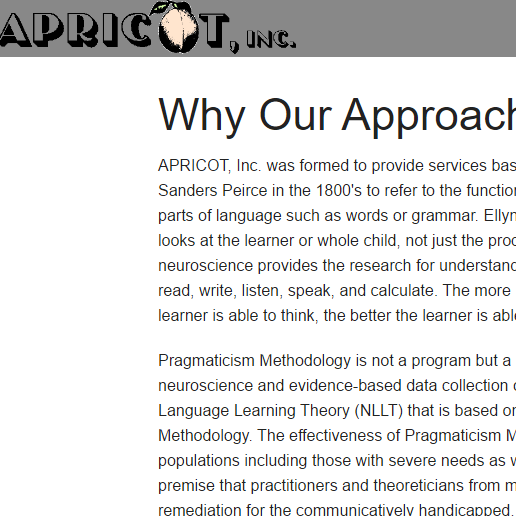 APRICOT, INC.
Why Our Approach
APRICOT, Inc. was formed to provide services bas
Sanders Peirce in the 1800's to refer to the function
parts of language such as words or grammar. Ellyn
looks at the learner or whole child, not just the proc
neuroscience provides the research for understand
read, write, listen, speak, and calculate. The more
learner is able to think, the better the learner is able
Pragmaticism Methodology is not a program but a
neuroscience and evidence-based data collection
Language Learning Theory (NLLT) that is based on
Methodology. The effectiveness of Pragmaticism M
populations including those with severe needs as w
premise that practitioners and theoreticians from m
remediation for the communicatively handicapped.